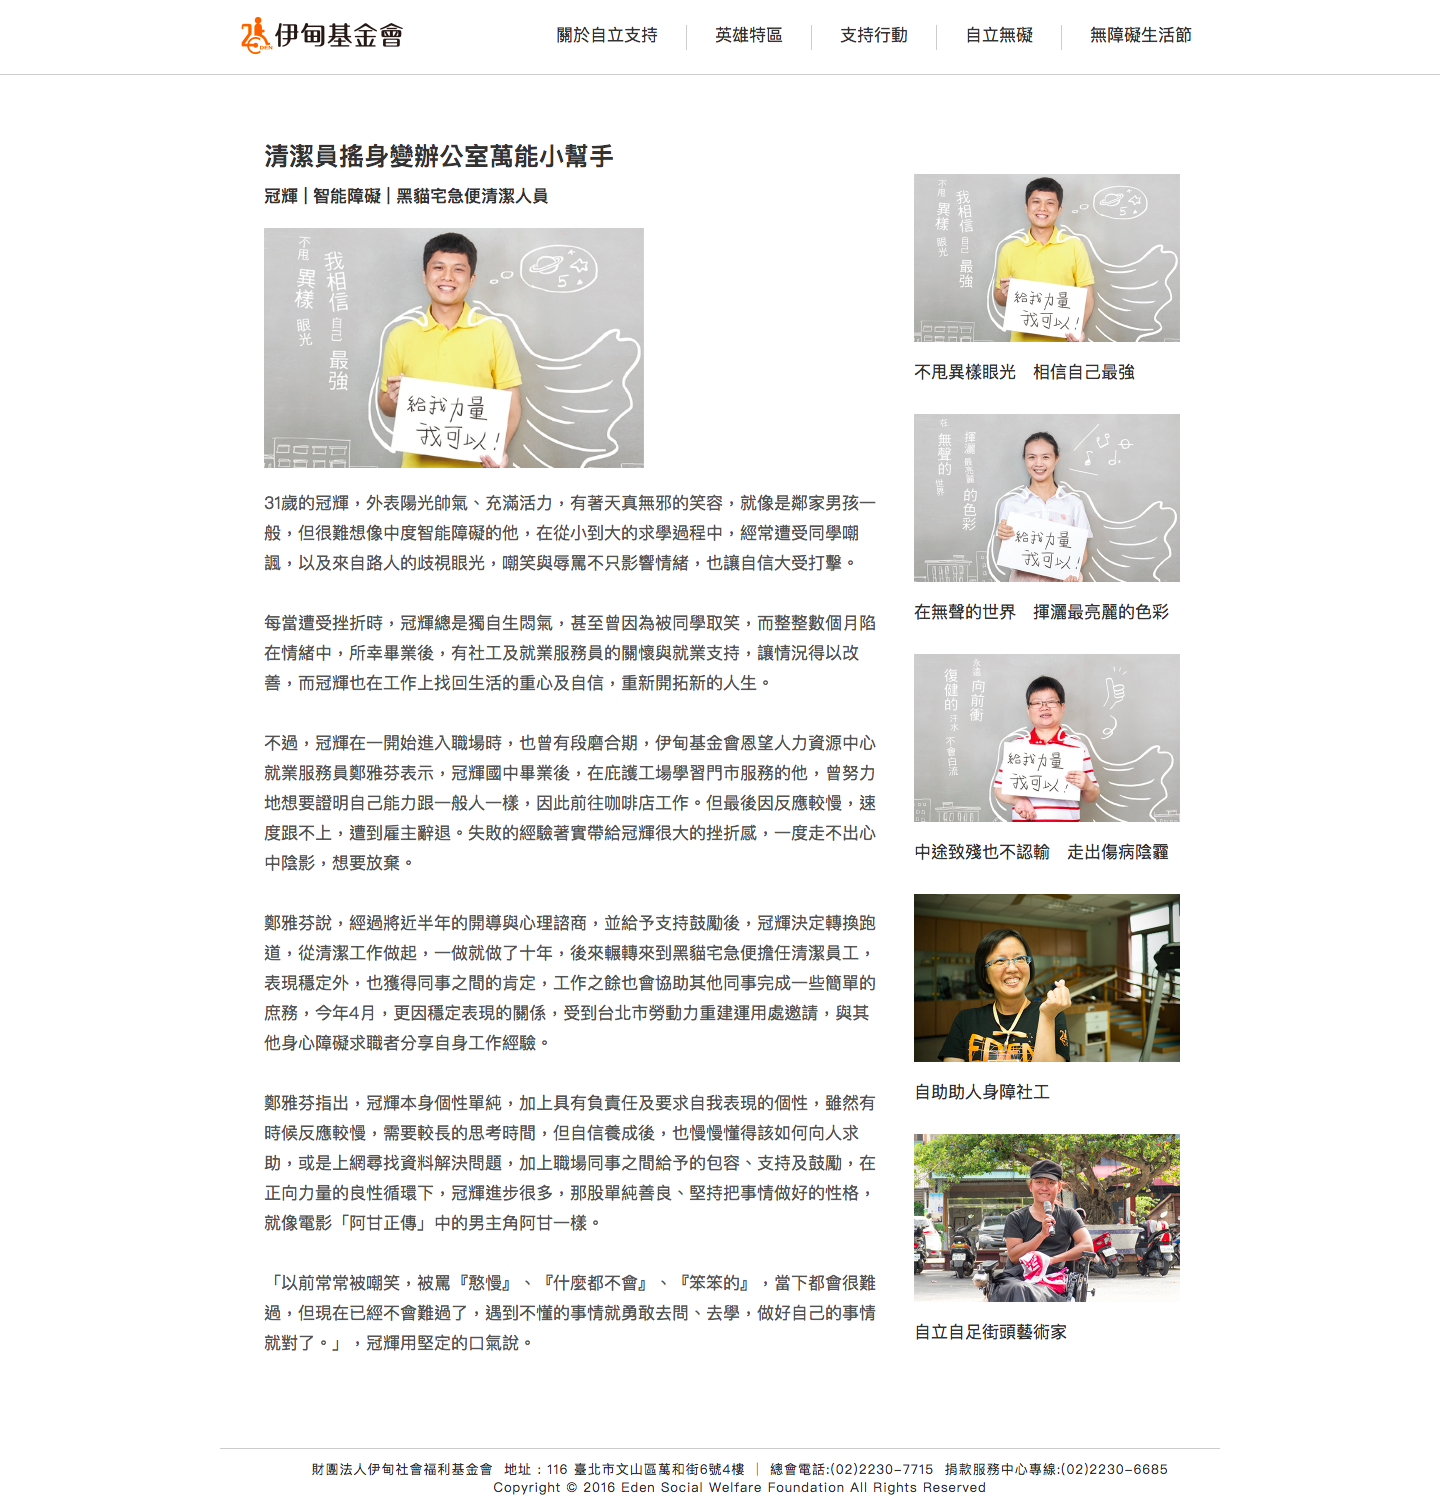 EDEN 伊甸基金會
關於自立支持
英雄特區
支持行動
自立無礙
無障礙生活節
清潔員搖身變辦公室萬能小幫手
冠輝 | 智能障礙 | 黑貓宅急便清潔人員
不甩
異樣
眼光
我相信
自己
最強
5
給我力量
我可以!
31歲的冠輝，外表陽光帥氣、充滿活力，有著天真無邪的笑容，就像是鄰家男孩一
般，但很難想像中度智能障礙的他，在從小到大的求學過程中，經常遭受同學嘲
諷，以及來自路人的歧視眼光，嘲笑與辱罵不只影響情緒，也讓自信大受打擊。
每當遭受挫折時，冠輝總是獨自生悶氣，甚至曾因為被同學取笑，而整整數個月陷
在情緒中，所幸畢業後，有社工及就業服務員的關懷與就業支持，讓情況得以改
善，而冠輝也在工作上找回生活的重心及自信，重新開拓新的人生。
不過，冠輝在一開始進入職場時，也曾有段磨合期，伊甸基金會恩望人力資源中心
就業服務員鄭雅芬表示，冠輝國中畢業後，在庇護工場學習門市服務的他，曾努力
地想要證明自己能力跟一般人一樣，因此前往咖啡店工作。但最後因反應較慢，速
度跟不上，遭到雇主辭退。失敗的經驗著實帶給冠輝很大的挫折感，一度走不出心
中陰影，想要放棄。
鄭雅芬說，經過將近半年的開導與心理諮商，並給予支持鼓勵後，冠輝決定轉換跑
道，從清潔工作做起，一做就做了十年，後來輾轉來到黑貓宅急便擔任清潔員工，
表現穩定外，也獲得同事之間的肯定，工作之餘也會協助其他同事完成一些簡單的
庶務，今年4月，更因穩定表現的關係，受到台北市勞動力重建運用處邀請，與其
他身心障礙求職者分享自身工作經驗。
鄭雅芬指出，冠輝本身個性單純，加上具有負責任及要求自我表現的個性，雖然有
時候反應較慢，需要較長的思考時間，但自信養成後，也慢慢懂得該如何向人求
助，或是上網尋找資料解決問題，加上職場同事之間給予的包容、支持及鼓勵，在
正向力量的良性循環下，冠輝進步很多，那股單純善良、堅持把事情做好的性格，
就像電影「阿甘正傳」中的男主角阿甘一樣。
「以前常常被嘲笑，被罵『憨慢』、『什麼都不會』、『笨笨的』，當下都會很難
過，但現在已經不會難過了，遇到不懂的事情就勇敢去問、去學，做好自己的事情
就對了。」，冠輝用堅定的口氣說。
不甩
異樣
眼光
我相信
自己
最強
5
給我力量
我可以!
不甩異樣眼光　相信自己最強
在
無聲的
世界
揮灑
最亮麗
的色彩
給我力量
我可以!
在無聲的世界　揮灑最亮麗的色彩
復健的
汗水
不會白流
永遠
向前衝
給我力量
我可以!
中途致殘也不認輸　走出傷病陰霾
EDEN
自助助人身障社工
自立自足街頭藝術家
財團法人伊甸社會福利基金會 地址：116 臺北市文山區萬和街6號4樓 ｜ 總會電話:(02)2230-7715 捐款服務中心專線:(02)2230-6685
Copyright © 2016 Eden Social Welfare Foundation All Rights Reserved